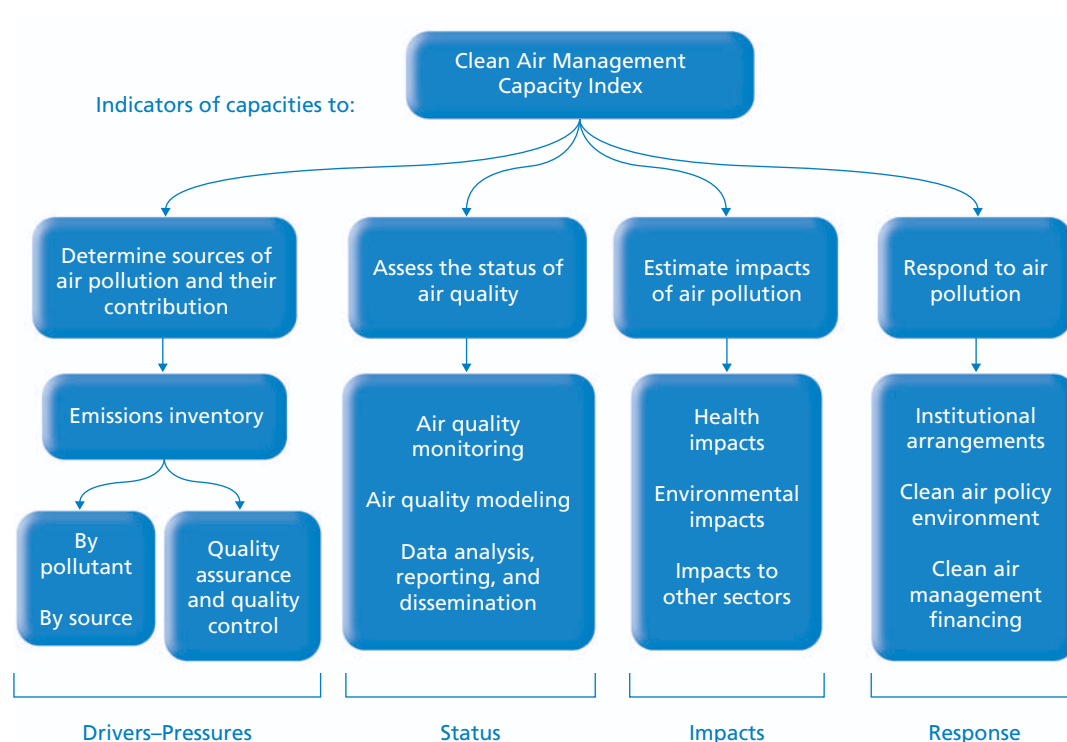 Clean Air Management
Capacity Index
Indicators of capacities to:
Determine sources of
air pollution and their
contribution
Assess the status of
air quality
Estimate impacts
of air pollution
Respond to air
pollution
Emissions inventory
By
pollutant
By source
Quality
assurance
and quality
control
Air quality
monitoring
Air quality modeling
Data analysis,
reporting, and
dissemination
Health
impacts
Environmental
impacts
Impacts to
other sectors
Institutional
arrangements
Clean air policy
environment
Clean air
management
financing
Drivers–Pressures
Status
Impacts
Response